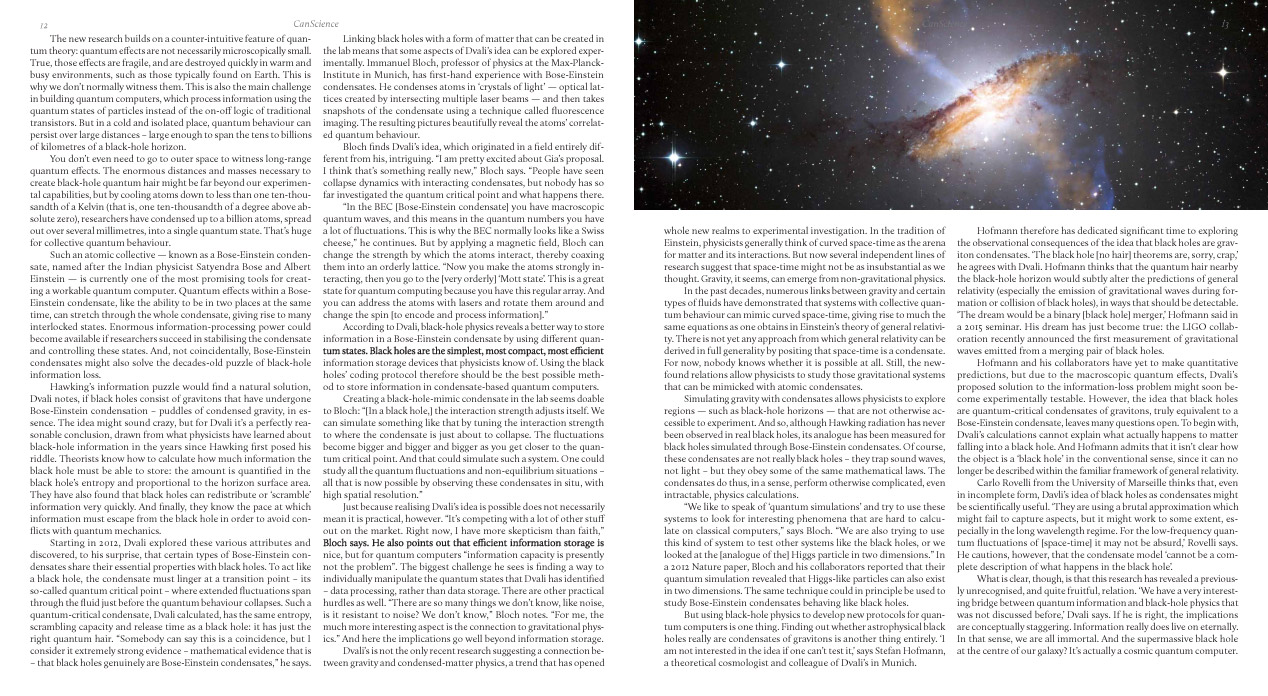 12
CanScience
The new research builds on a counter-intuitive feature of quan-
tum theory: quantum effects are not necessarily microscopically small.
True, those effects are fragile, and are destroyed quickly in warm and
busy environments, such as those typically found on Earth. This is
why we don't normally witness them. This is also the main challenge
in building quantum computers, which process information using the
quantum states of particles instead of the on-off logic of traditional
transistors. But in a cold and isolated place, quantum behaviour can
persist over large distances – large enough to span the tens to billions
of kilometres of a black-hole horizon.
You don't even need to go to outer space to witness long-range
quantum effects. The enormous distances and masses necessary to
create black-hole quantum hair might be far beyond our experimen-
tal capabilities, but by cooling atoms down to less than one ten-thou-
sandth of a Kelvin (that is, one ten-thousandth of a degree above ab-
solute zero), researchers have condensed up to a billion atoms, spread
out over several millimetres, into a single quantum state. That's huge
for collective quantum behaviour.
Such an atomic collective — known as a Bose-Einstein conden-
sate, named after the Indian physicist Satyendra Bose and Albert
Einstein — is currently one of the most promising tools for creat-
ing a workable quantum computer. Quantum effects within a Bose-
Einstein condensate, like the ability to be in two places at the same
time, can stretch through the whole condensate, giving rise to many
interlocked states. Enormous information-processing power could
become available if researchers succeed in stabilising the condensate
and controlling these states. And, not coincidentally, Bose-Einstein
condensates might also solve the decades-old puzzle of black-hole
information loss.
Hawking's information puzzle would find a natural solution,
Dvali notes, if black holes consist of gravitons that have undergone
Bose-Einstein condensation – puddles of condensed gravity, in es-
sence. The idea might sound crazy, but for Dvali it's a perfectly rea-
sonable conclusion, drawn from what physicists have learned about
black-hole information in the years since Hawking first posed his
riddle. Theorists know how to calculate how much information the
black hole must be able to store: the amount is quantified in the
black hole's entropy and proportional to the horizon surface area.
They have also found that black holes can redistribute or 'scramble'
information very quickly. And finally, they know the pace at which
information must escape from the black hole in order to avoid con-
flicts with quantum mechanics.
Starting in 2012, Dvali explored these various attributes and
discovered, to his surprise, that certain types of Bose-Einstein con-
densates share their essential properties with black holes. To act like
a black hole, the condensate must linger at a transition point – its
so-called quantum critical point – where extended fluctuations span
through the fluid just before the quantum behaviour collapses. Such a
quantum-critical condensate, Dvali calculated, has the same entropy,
scrambling capacity and release time as a black hole: it has just the
right quantum hair. "Somebody can say this is a coincidence, but I
consider it extremely strong evidence – mathematical evidence that is
– that black holes genuinely are Bose-Einstein condensates," he says.
Linking black holes with a form of matter that can be created in
the lab means that some aspects of Dvali's idea can be explored exper-
imentally. Immanuel Bloch, professor of physics at the Max-Planck-
Institute in Munich, has first-hand experience with Bose-Einstein
condensates. He condenses atoms in 'crystals of light' — optical lat-
tices created by intersecting multiple laser beams — and then takes
snapshots of the condensate using a technique called fluorescence
imaging. The resulting pictures beautifully reveal the atoms' correlat-
ed quantum behaviour.
Bloch finds Dvali's idea, which originated in a field entirely dif-
ferent from his, intriguing. "I am pretty excited about Gia's proposal.
I think that's something really new," Bloch says. "People have seen
collapse dynamics with interacting condensates, but nobody has so
far investigated the quantum critical point and what happens there.
"In the BEC [Bose-Einstein condensate] you have macroscopic
quantum waves, and this means in the quantum numbers you have
a lot of fluctuations. This is why the BEC normally looks like a Swiss
cheese," he continues. But by applying a magnetic field, Bloch can
change the strength by which the atoms interact, thereby coaxing
them into an orderly lattice. "Now you make the atoms strongly in-
teracting, then you go to the [very orderly] 'Mott state'. This is a great
state for quantum computing because you have this regular array. And
you can address the atoms with lasers and rotate them around and
change the spin [to encode and process information]."
According to Dvali, black-hole physics reveals a better way to store
information in a Bose-Einstein condensate by using different quan-
tum states. Black holes are the simplest, most compact, most efficient
information storage devices that physicists know of. Using the black
holes' coding protocol therefore should be the best possible meth-
od to store information in condensate-based quantum computers.
Creating a black-hole-mimic condensate in the lab seems doable
to Bloch: "[In a black hole,] the interaction strength adjusts itself. We
can simulate something like that by tuning the interaction strength
to where the condensate is just about to collapse. The fluctuations
become bigger and bigger and bigger as you get closer to the quan-
tum critical point. And that could simulate such a system. One could
study all the quantum fluctuations and non-equilibrium situations –
all that is now possible by observing these condensates in situ, with
high spatial resolution."
Just because realising Dvali's idea is possible does not necessarily
mean it is practical, however. "It's competing with a lot of other stuff
out on the market. Right now, I have more skepticism than faith,"
Bloch says. He also points out that efficient information storage is
nice, but for quantum computers "information capacity is presently
not the problem". The biggest challenge he sees is finding a way to
individually manipulate the quantum states that Dvali has identified
– data processing, rather than data storage. There are other practical
hurdles as well. "There are so many things we don't know, like noise,
is it resistant to noise? We don't know," Bloch notes. "For me, the
much more interesting aspect is the connection to gravitational phys-
ics." And here the implications go well beyond information storage.
Dvali's is not the only recent research suggesting a connection be-
tween gravity and condensed-matter physics, a trend that has opened
13
whole new realms to experimental investigation. In the tradition of
Einstein, physicists generally think of curved space-time as the arena
for matter and its interactions. But now several independent lines of
research suggest that space-time might not be as insubstantial as we
thought. Gravity, it seems, can emerge from non-gravitational physics.
In the past decades, numerous links between gravity and certain
types of fluids have demonstrated that systems with collective quan-
tum behaviour can mimic curved space-time, giving rise to much the
same equations as one obtains in Einstein's theory of general relativi-
ty. There is not yet any approach from which general relativity can be
derived in full generality by positing that space-time is a condensate.
For now, nobody knows whether it is possible at all. Still, the new-
found relations allow physicists to study those gravitational systems
that can be mimicked with atomic condensates.
Simulating gravity with condensates allows physicists to explore
regions — such as black-hole horizons — that are not otherwise ac-
cessible to experiment. And so, although Hawking radiation has never
been observed in real black holes, its analogue has been measured for
black holes simulated through Bose-Einstein condensates. Of course,
these condensates are not really black holes – they trap sound waves,
not light – but they obey some of the same mathematical laws. The
condensates do thus, in a sense, perform otherwise complicated, even
intractable, physics calculations.
"We like to speak of 'quantum simulations' and try to use these
systems to look for interesting phenomena that are hard to calcu-
late on classical computers," says Bloch. "We are also trying to use
this kind of system to test other systems like the black holes, or we
looked at the [analogue of the] Higgs particle in two dimensions." In
a 2012 Nature paper, Bloch and his collaborators reported that their
quantum simulation revealed that Higgs-like particles can also exist
in two dimensions. The same technique could in principle be used to
study Bose-Einstein condensates behaving like black holes.
But using black-hole physics to develop new protocols for quan-
tum computers is one thing. Finding out whether astrophysical black
holes really are condensates of gravitons is another thing entirely. 'I
am not interested in the idea if one can't test it,' says Stefan Hofmann,
a theoretical cosmologist and colleague of Dvali's in Munich.
Hofmann therefore has dedicated significant time to exploring
the observational consequences of the idea that black holes are grav-
iton condensates. 'The black hole [no hair] theorems are, sorry, crap,'
he agrees with Dvali. Hofmann thinks that the quantum hair nearby
the black-hole horizon would subtly alter the predictions of general
relativity (especially the emission of gravitational waves during for-
mation or collision of black holes), in ways that should be detectable.
'The dream would be a binary [black hole] merger,' Hofmann said in
a 2015 seminar. His dream has just become true: the LIGO collab-
oration recently announced the first measurement of gravitational
waves emitted from a merging pair of black holes.
Hofmann and his collaborators have yet to make quantitative
predictions, but due to the macroscopic quantum effects, Dvali's
proposed solution to the information-loss problem might soon be-
come experimentally testable. However, the idea that black holes
are quantum-critical condensates of gravitons, truly equivalent to a
Bose-Einstein condensate, leaves many questions open. To begin with,
Dvali's calculations cannot explain what actually happens to matter
falling into a black hole. And Hofmann admits that it isn't clear how
the object is a 'black hole' in the conventional sense, since it can no
longer be described within the familiar framework of general relativity.
Carlo Rovelli from the University of Marseille thinks that, even
in incomplete form, Davli's idea of black holes as condensates might
be scientifically useful. 'They are using a brutal approximation which
might fail to capture aspects, but it might work to some extent, es-
pecially in the long wavelength regime. For the low-frequency quan-
tum fluctuations of [space-time] it may not be absurd,' Rovelli says.
He cautions, however, that the condensate model 'cannot be a com-
plete description of what happens in the black hole'.
What is clear, though, is that this research has revealed a previous-
ly unrecognised, and quite fruitful, relation. 'We have a very interest-
ing bridge between quantum information and black-hole physics that
was not discussed before,' Dvali says. If he is right, the implications
are conceptually staggering. Information really does live on eternally.
In that sense, we are all immortal. And the supermassive black hole
at the centre of our galaxy? It's actually a cosmic quantum computer.